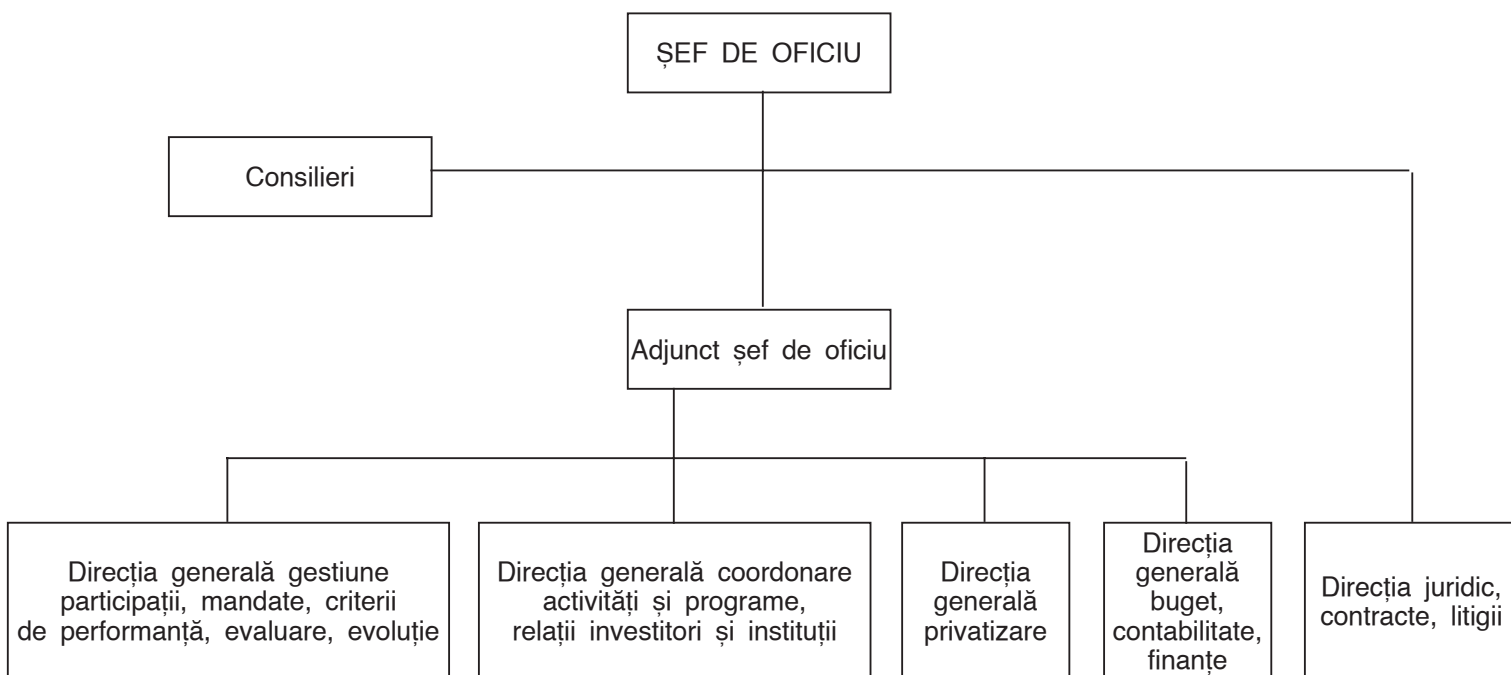 ȘEF DE OFICIU
Consilieri
Adjunct șef de oficiu
Direcția generală gestiune
participații, mandate, criterii
de performanță, evaluare, evoluție
Direcția generală coordonare
activități și programe,
relații investitori și instituții
Direcția
generală
privatizare
Direcția
generală
buget,
contabilitate,
finanțe
Direcția juridic,
contracte, litigii